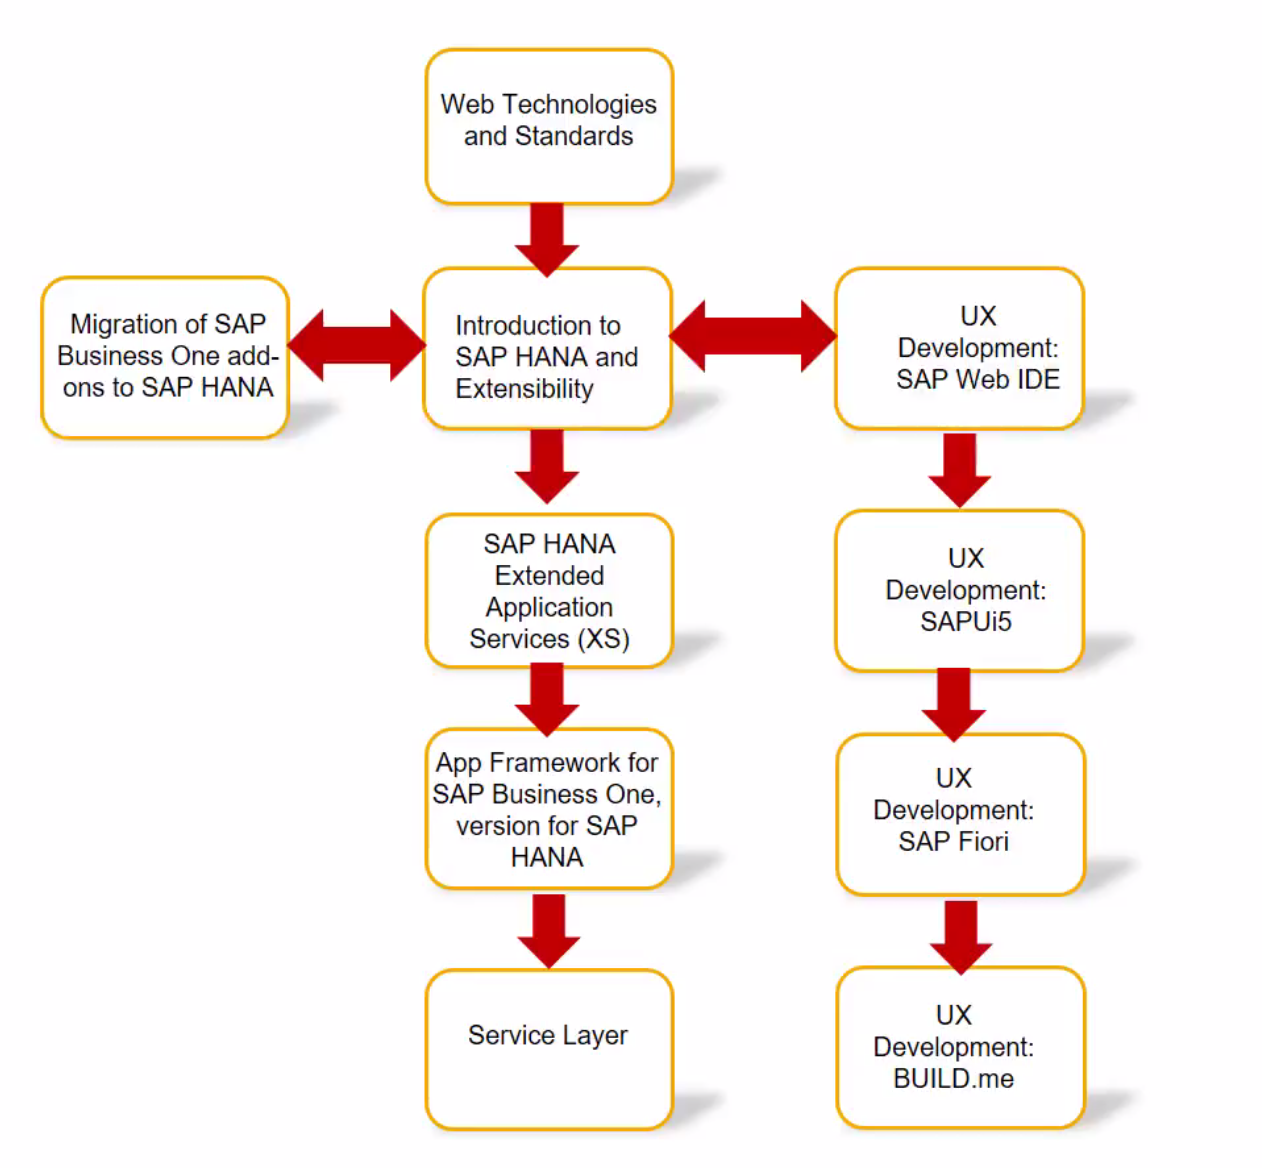 Web Technologies
and Standards
Migration of SAP
Business One add-
ons to SAP HANA
Introduction to
SAP HANA and
Extensibility
UX
Development:
SAP Web IDE
SAP HANA
Extended
Application
Services (XS)
UX
Development:
SAPUi5
App Framework for
SAP Business One,
version for SAP
HANA
UX
Development:
SAP Fiori
Service Layer
UX
Development:
BUILD.me